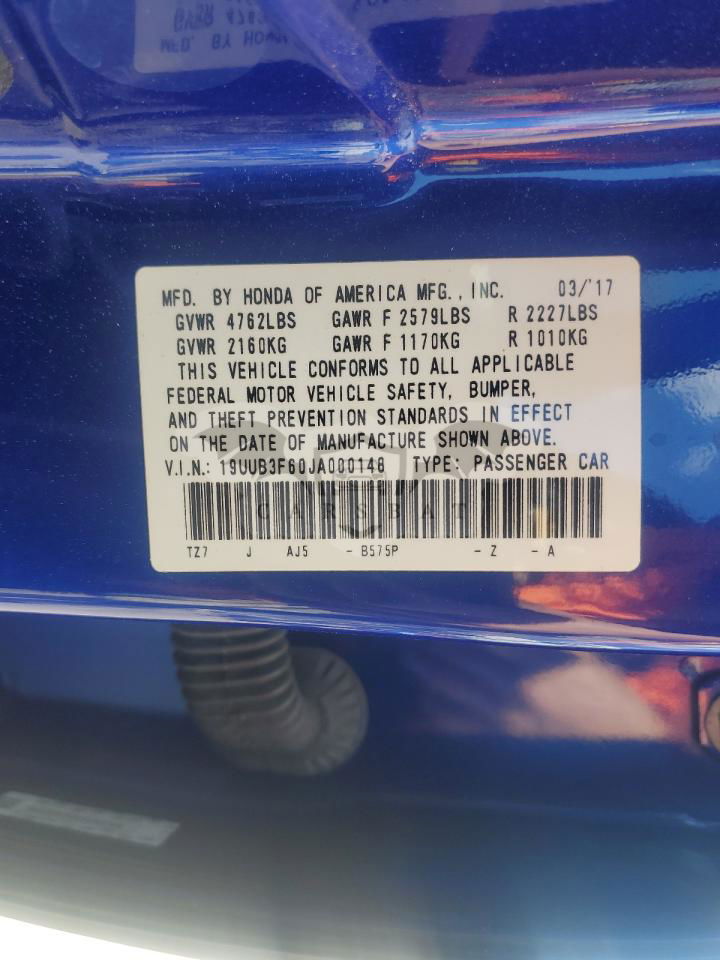 MFD. BY HONDA OF AMERICA MFG., INC. 03/'17
GVWR 4762LBS GAWR F 2579LBS R 2227LBS
GVWR 2160KG GAWR F 1170KG R 1010KG
THIS VEHICLE CONFORMS TO ALL APPLICABLE
FEDERAL MOTOR VEHICLE SAFETY, BUMPER,
AND THEFT PREVENTION STANDARDS IN EFFECT
ON THE DATE OF MANUFACTURE SHOWN ABOVE.
V.I.N.: 19UUB3F60JA000148 TYPE: PASSENGER CAR
CARSBAT
TZ7 J AJ5 - B575P - Z - A